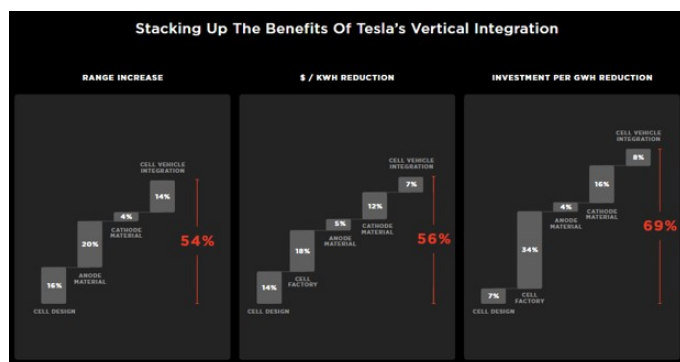 Stacking Up The Benefits Of Tesla's Vertical Integration
RANGE INCREASE
CELL VEHICLE
INTEGRATION
14%
4%
CATHODE
MATERIAL
20%
ANODE
MATERIAL
16%
CELL DESIGN
54%
$ / KWH REDUCTION
CELL VEHICLE
INTEGRATION
7%
12%
CATHODE
MATERIAL
5%
ANODE
MATERIAL
18%
CELL
FACTORY
14%
CELL DESIGN
56%
INVESTMENT PER GWH REDUCTION
CELL VEHICLE
INTEGRATION
8%
16%
CATHODE
MATERIAL
4%
ANODE
MATERIAL
34%
CELL
FACTORY
7%
CELL DESIGN
69%